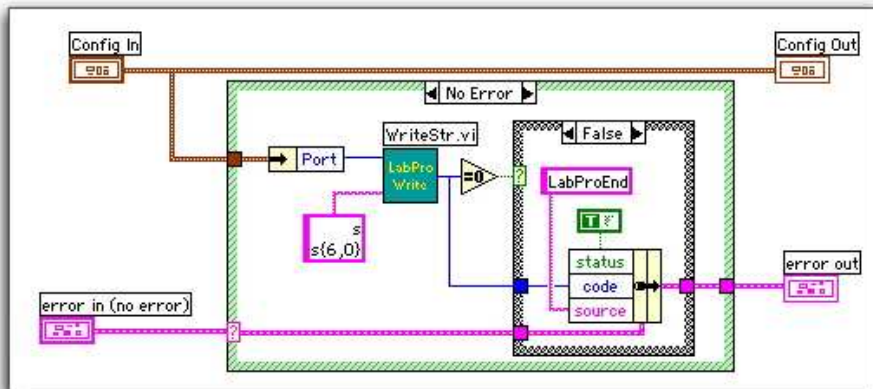 Config In
Config Out
No Error
WriteStr.vi
False
Port
LabPro
Write
=0
?
LabProEnd
s
s{6,0}
T F
status
code
source
error out
error in (no error)
?